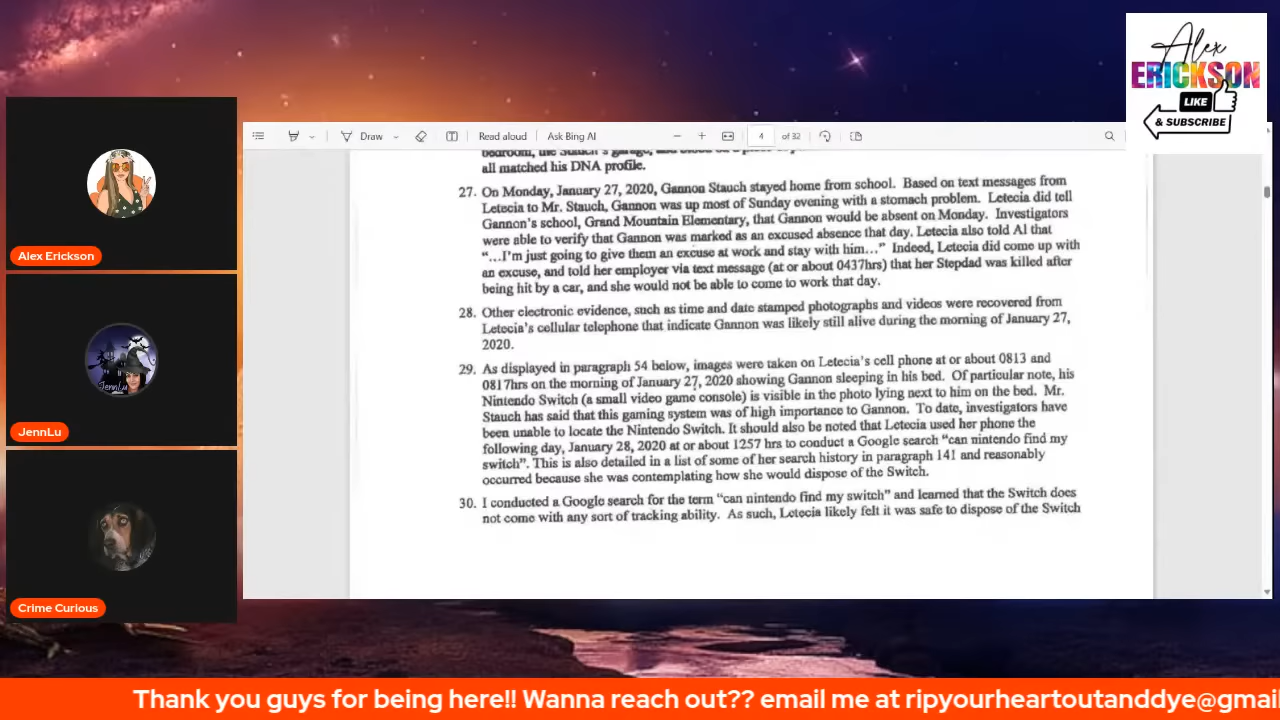 Alex
ERICKSON
LIKE
& SUBSCRIBE
Draw
Read aloud
Ask Bing AI
4
of 32
Alex Erickson
JennLu
JennLu
Crime Curious
all matched his DNA profile.
27. On Monday, January 27, 2020, Gannon Stauch stayed home from school. Based on text messages from
Letecia to Mr. Stauch, Gannon was up most of Sunday evening with a stomach problem. Letecia did tell
Gannon's school, Grand Mountain Elementary, that Gannon would be absent on Monday. Investigators
were able to verify that Gannon was marked as an excused absence that day. Letecia also told Al that
"...I'm just going to give them an excuse at work and stay with him..." Indeed, Letecia did come up with
an excuse, and told her employer via text message (at or about 0437hrs) that her Stepdad was killed after
being hit by a car, and she would not be able to come to work that day.
28. Other electronic evidence, such as time and date stamped photographs and videos were recovered from
Letecia's cellular telephone that indicate Gannon was likely still alive during the morning of January 27,
2020.
29. As displayed in paragraph 54 below, images were taken on Letecia's cell phone at or about 0813 and
0817hrs on the morning of January 27, 2020 showing Gannon sleeping in his bed. Of particular note, his
Nintendo Switch (a small video game console) is visible in the photo lying next to him on the bed. Mr.
Stauch has said that this gaming system was of high importance to Gannon. To date, investigators have
been unable to locate the Nintendo Switch. It should also be noted that Letecia used her phone the
following day, January 28, 2020 at or about 1257 hrs to conduct a Google search "can nintendo find my
switch". This is also detailed in a list of some of her search history in paragraph 141 and reasonably
occurred because she was contemplating how she would dispose of the Switch.
30. I conducted a Google search for the term "can nintendo find my switch" and learned that the Switch does
not come with any sort of tracking ability. As such, Letecia likely felt it was safe to dispose of the Switch
Thank you guys for being here!! Wanna reach out?? email me at ripyourheartoutanddye@gmai